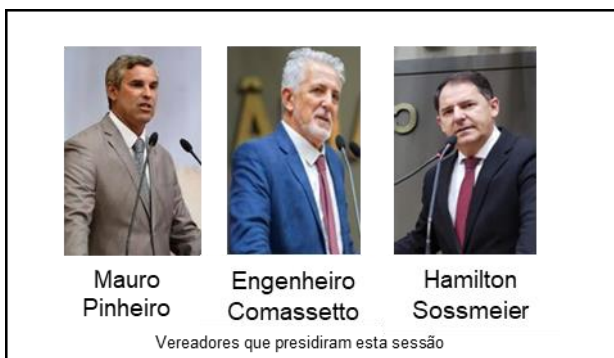 Mauro
Pinheiro
Engenheiro
Comassetto
Hamilton
Sossmeier
Vereadores que presidiram esta sessão